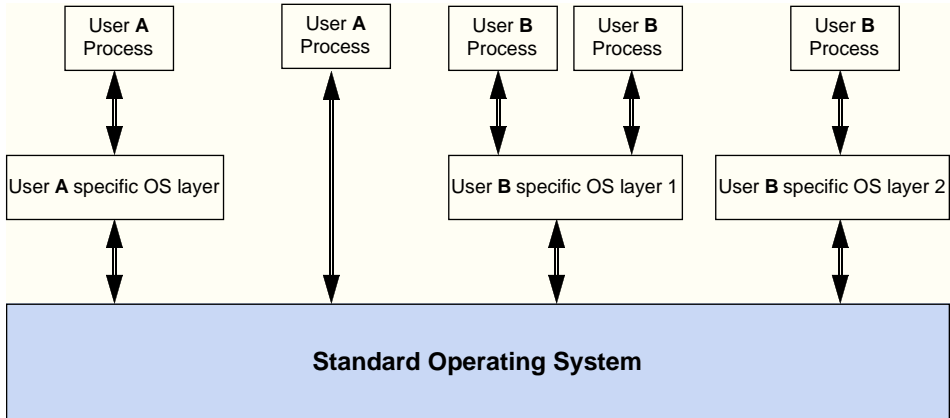 User A
Process
User A
Process
User B
Process
User B
Process
User B
Process
User A specific OS layer
User B specific OS layer 1
User B specific OS layer 2
Standard Operating System